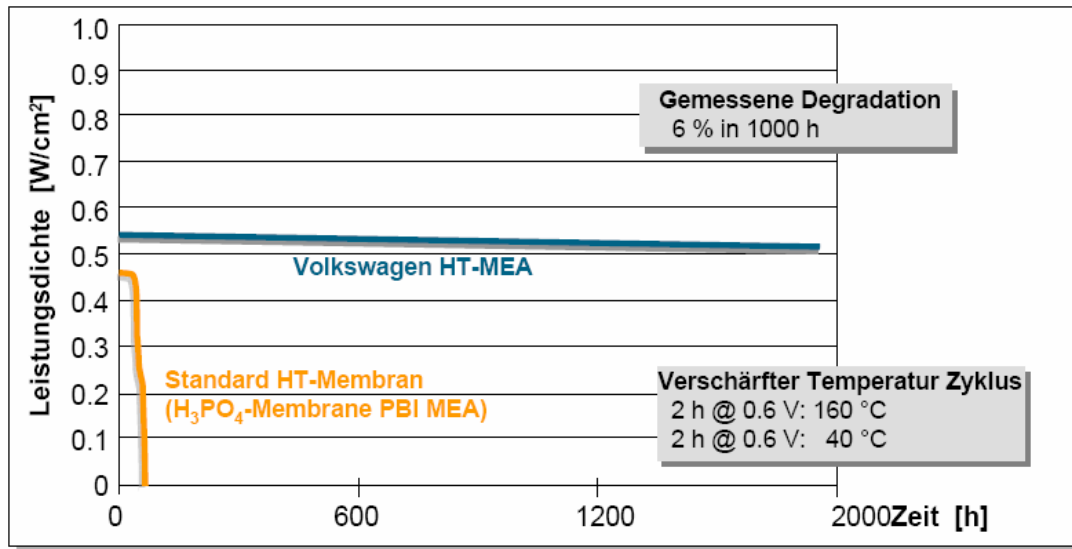 Leistungsdichte [W/cm²]
1.0
0.9
0.8
0.7
0.6
0.5
0.4
0.3
0.2
0.1
0
Gemessene Degradation
6 % in 1000 h
Volkswagen HT-MEA
Standard HT-Membran
(H₃PO₄-Membrane PBI MEA)
Verschärfter Temperatur Zyklus
2 h @ 0.6 V: 160 °C
2 h @ 0.6 V: 40 °C
0 600 1200 2000 Zeit [h]